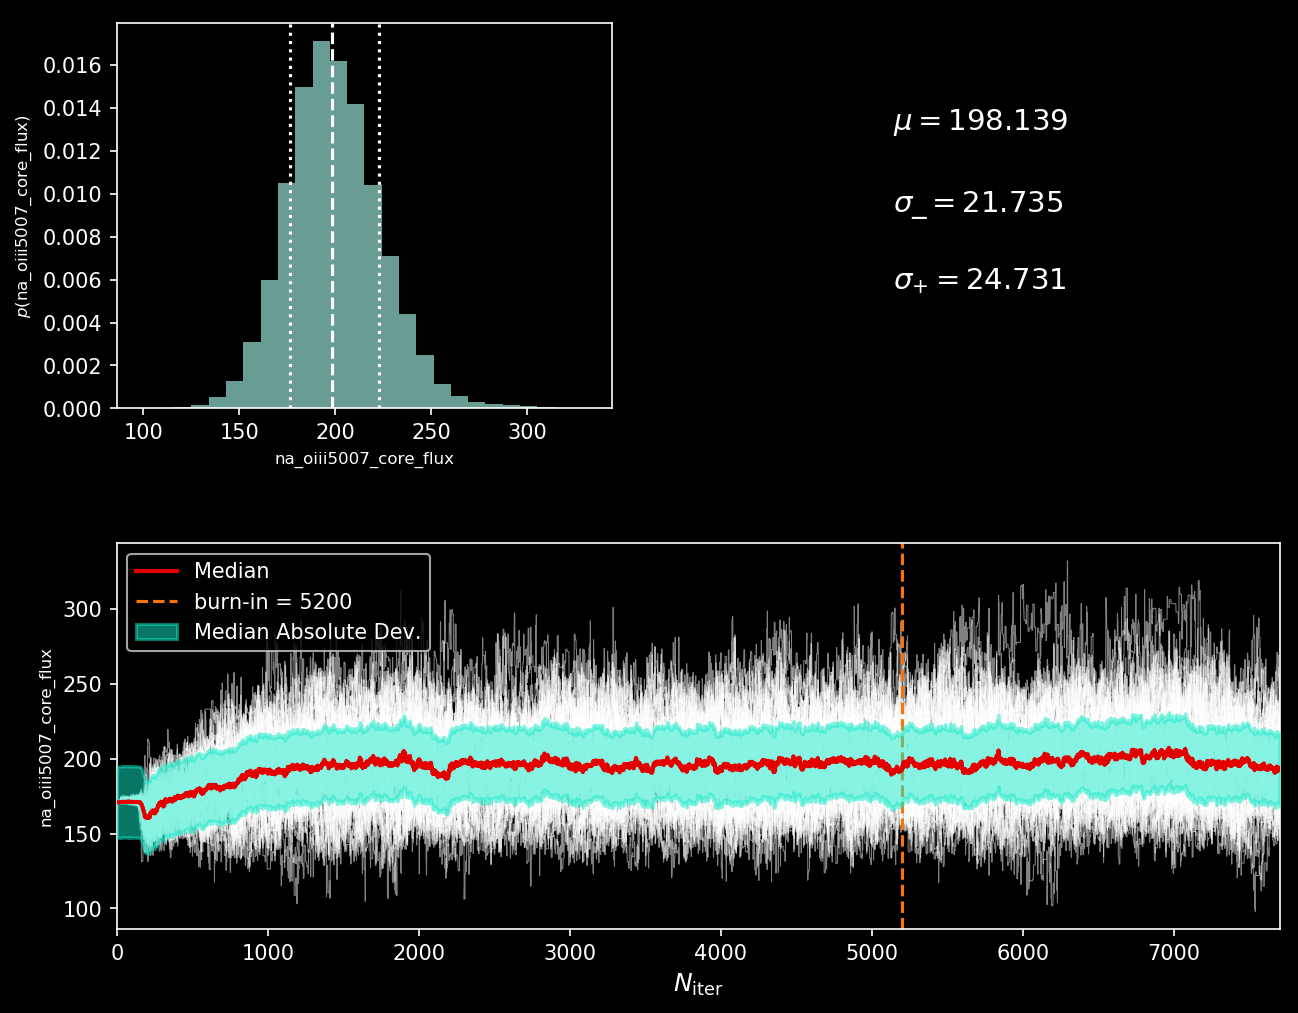 0.016
0.014
0.012
0.010
0.008
0.006
0.004
0.002
0.000
p(na_oiii5007_core_flux)
100 150 200 250 300
na_oiii5007_core_flux
μ = 198.139
σ₋ = 21.735
σ₊ = 24.731
Median
burn-in = 5200
Median Absolute Dev.
300
250
200
150
100
na_oiii5007_core_flux
0 1000 2000 3000 4000 5000 6000 7000
N_iter